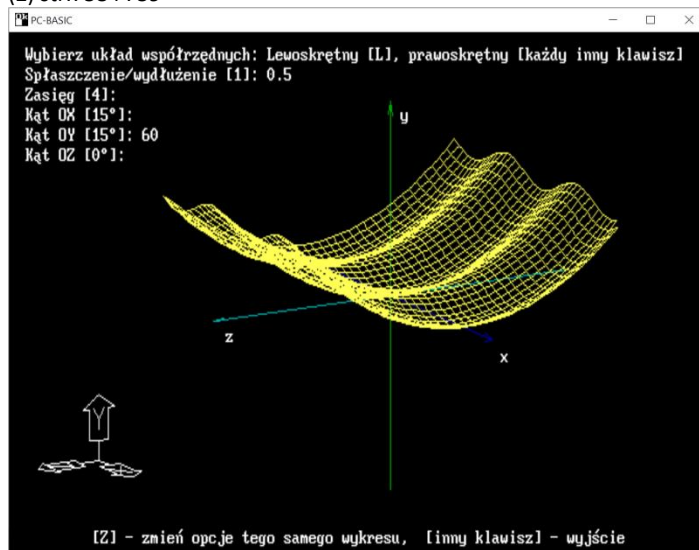 PC-BASIC
Wybierz układ współrzędnych: Lewoskrętny [L], prawoskrętny [każdy inny klawisz]
Spłaszczenie/wydłużenie [1]: 0.5
Zasięg [4]:
Kąt OX [15°]:
Kąt OY [15°]: 60
Kąt OZ [0°]:
y
z
x
Y
[Z] - zmień opcje tego samego wykresu, [inny klawisz] - wyjście